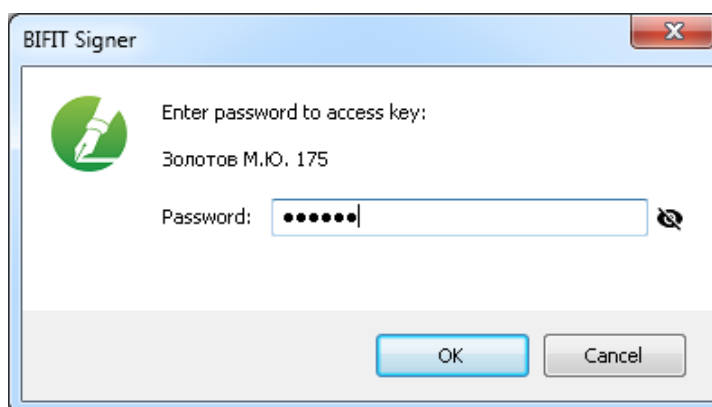 BIFIT Signer
Enter password to access key:
Золотов М.Ю. 175
Password: ●●●●●●
OK Cancel